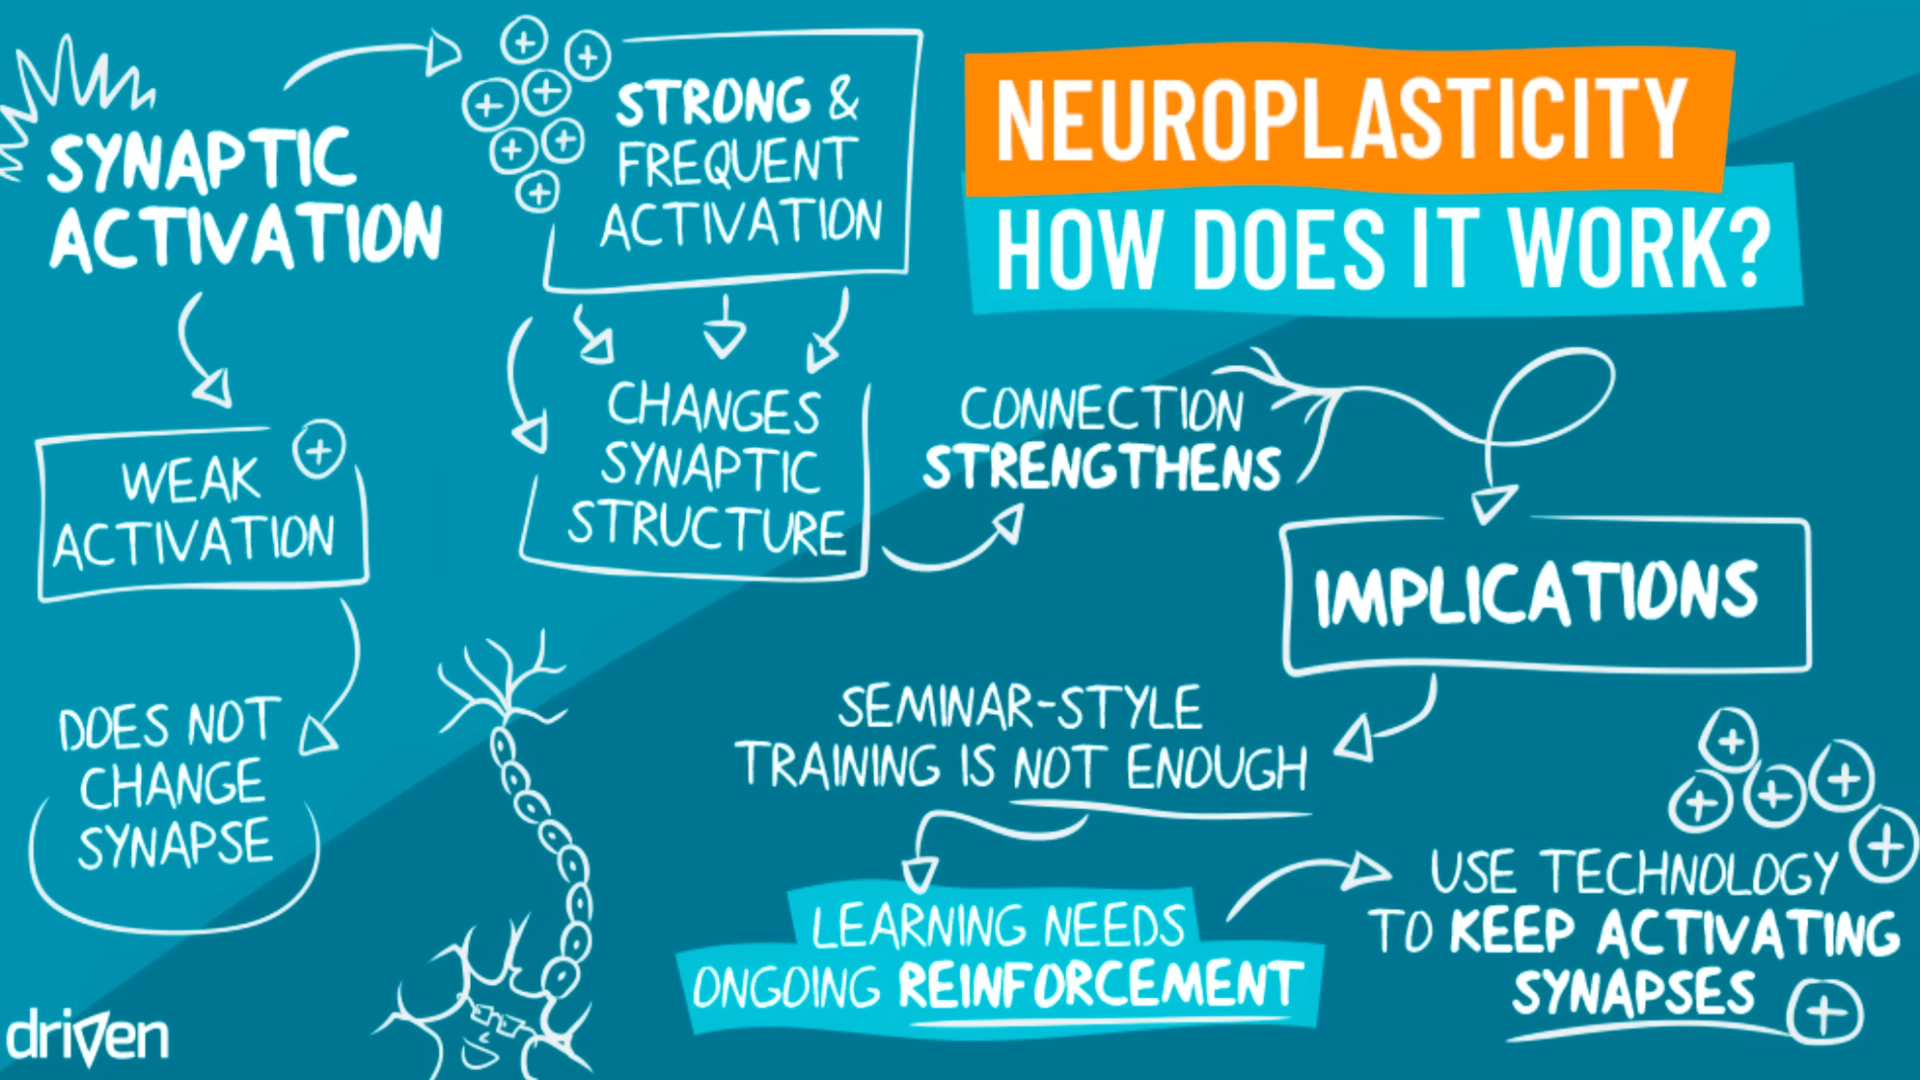 NEUROPLASTICITY
HOW DOES IT WORK?
SYNAPTIC
ACTIVATION
STRONG &
FREQUENT
ACTIVATION
WEAK
ACTIVATION
DOES NOT
CHANGE
SYNAPSE
CHANGES
SYNAPTIC
STRUCTURE
CONNECTION
STRENGTHENS
IMPLICATIONS
SEMINAR-STYLE
TRAINING IS NOT ENOUGH
LEARNING NEEDS
ONGOING REINFORCEMENT
USE TECHNOLOGY
TO KEEP ACTIVATING
SYNAPSES
driven